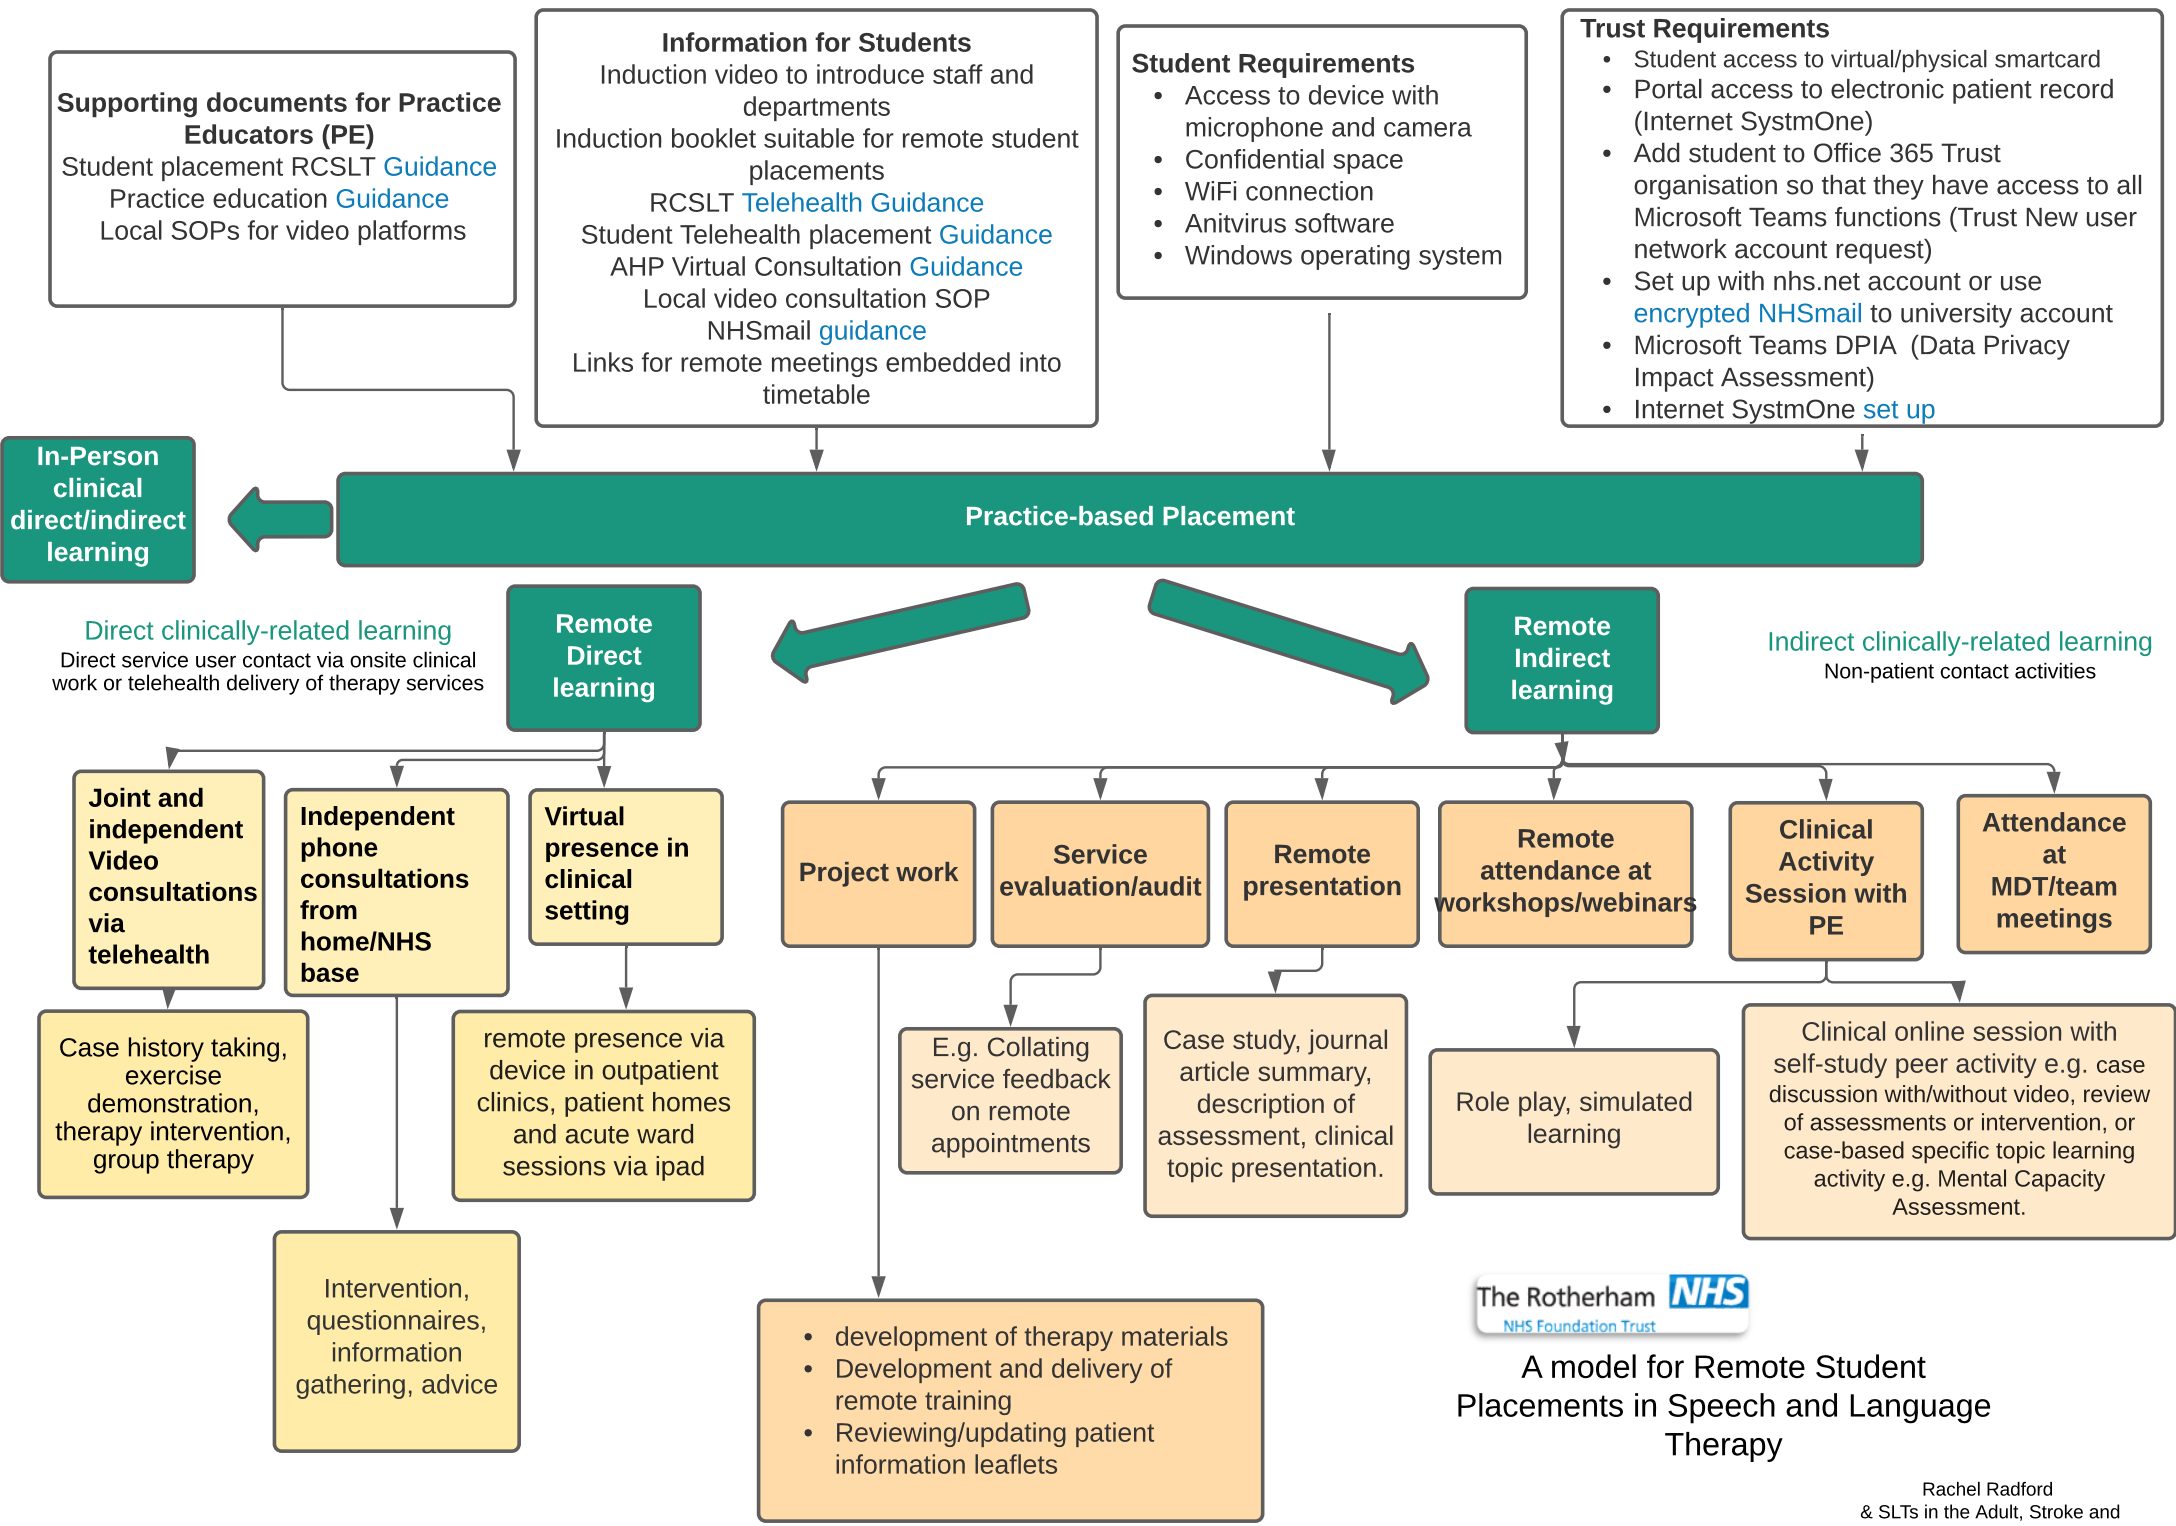 Supporting documents for Practice
Educators (PE)
Student placement RCSLT Guidance
Practice education Guidance
Local SOPs for video platforms
Information for Students
Induction video to introduce staff and
departments
Induction booklet suitable for remote student
placements
RCSLT Telehealth Guidance
Student Telehealth placement Guidance
AHP Virtual Consultation Guidance
Local video consultation SOP
NHSmail guidance
Links for remote meetings embedded into
timetable
Student Requirements
• Access to device with
microphone and camera
• Confidential space
• WiFi connection
• Anitvirus software
• Windows operating system
Trust Requirements
• Student access to virtual/physical smartcard
• Portal access to electronic patient record
(Internet SystmOne)
• Add student to Office 365 Trust
organisation so that they have access to all
Microsoft Teams functions (Trust New user
network account request)
• Set up with nhs.net account or use
encrypted NHSmail to university account
• Microsoft Teams DPIA (Data Privacy
Impact Assessment)
• Internet SystmOne set up
In-Person
clinical
direct/indirect
learning
Practice-based Placement
Direct clinically-related learning
Direct service user contact via onsite clinical
work or telehealth delivery of therapy services
Remote
Direct
learning
Remote
Indirect
learning
Indirect clinically-related learning
Non-patient contact activities
Joint and
independent
Video
consultations
via
telehealth
Independent
phone
consultations
from
home/NHS
base
Virtual
presence in
clinical
setting
Project work
Service
evaluation/audit
Remote
presentation
Remote
attendance at
workshops/webinars
Clinical
Activity
Session with
PE
Attendance
at
MDT/team
meetings
Case history taking,
exercise
demonstration,
therapy intervention,
group therapy
remote presence via
device in outpatient
clinics, patient homes
and acute ward
sessions via ipad
E.g. Collating
service feedback
on remote
appointments
Case study, journal
article summary,
description of
assessment, clinical
topic presentation.
Role play, simulated
learning
Clinical online session with
self-study peer activity e.g. case
discussion with/without video, review
of assessments or intervention, or
case-based specific topic learning
activity e.g. Mental Capacity
Assessment.
Intervention,
questionnaires,
information
gathering, advice
• development of therapy materials
• Development and delivery of
remote training
• Reviewing/updating patient
information leaflets
The Rotherham NHS
NHS Foundation Trust
A model for Remote Student
Placements in Speech and Language
Therapy
Rachel Radford
& SLTs in the Adult, Stroke and